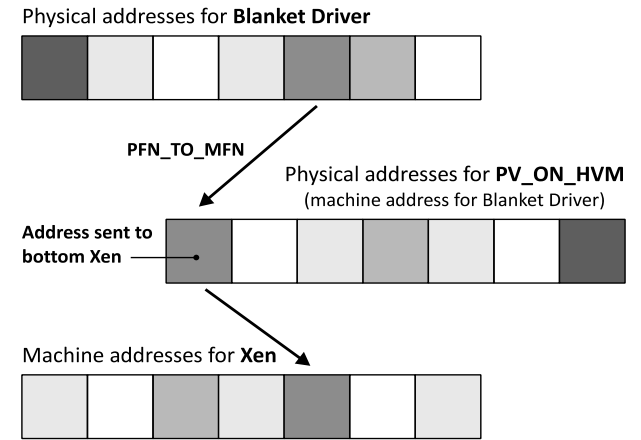 Physical addresses for Blanket Driver
PFN_TO_MFN
Physical addresses for PV_ON_HVM
(machine address for Blanket Driver)
Address sent to
bottom Xen
Machine addresses for Xen